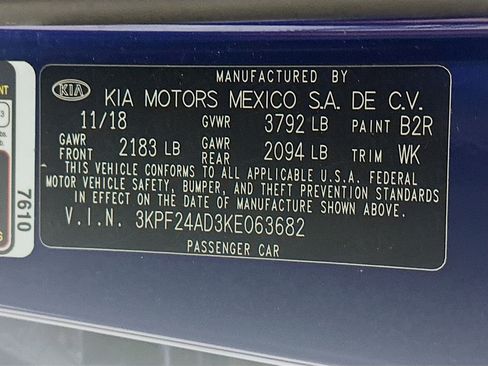 MANUFACTURED BY
KIA KIA MOTORS MEXICO S.A. DE C.V.
11/18 GVWR 3792 LB PAINT B2R
GAWR FRONT 2183 LB GAWR REAR 2094 LB TRIM WK
THIS VEHICLE CONFORMS TO ALL APPLICABLE U.S.A. FEDERAL
MOTOR VEHICLE SAFETY, BUMPER, AND THEFT PREVENTION STANDARDS
IN EFFECT ON THE DATE OF MANUFACTURE SHOWN ABOVE.
V.I.N. 3KPF24AD3KE063682
PASSENGER CAR
7610